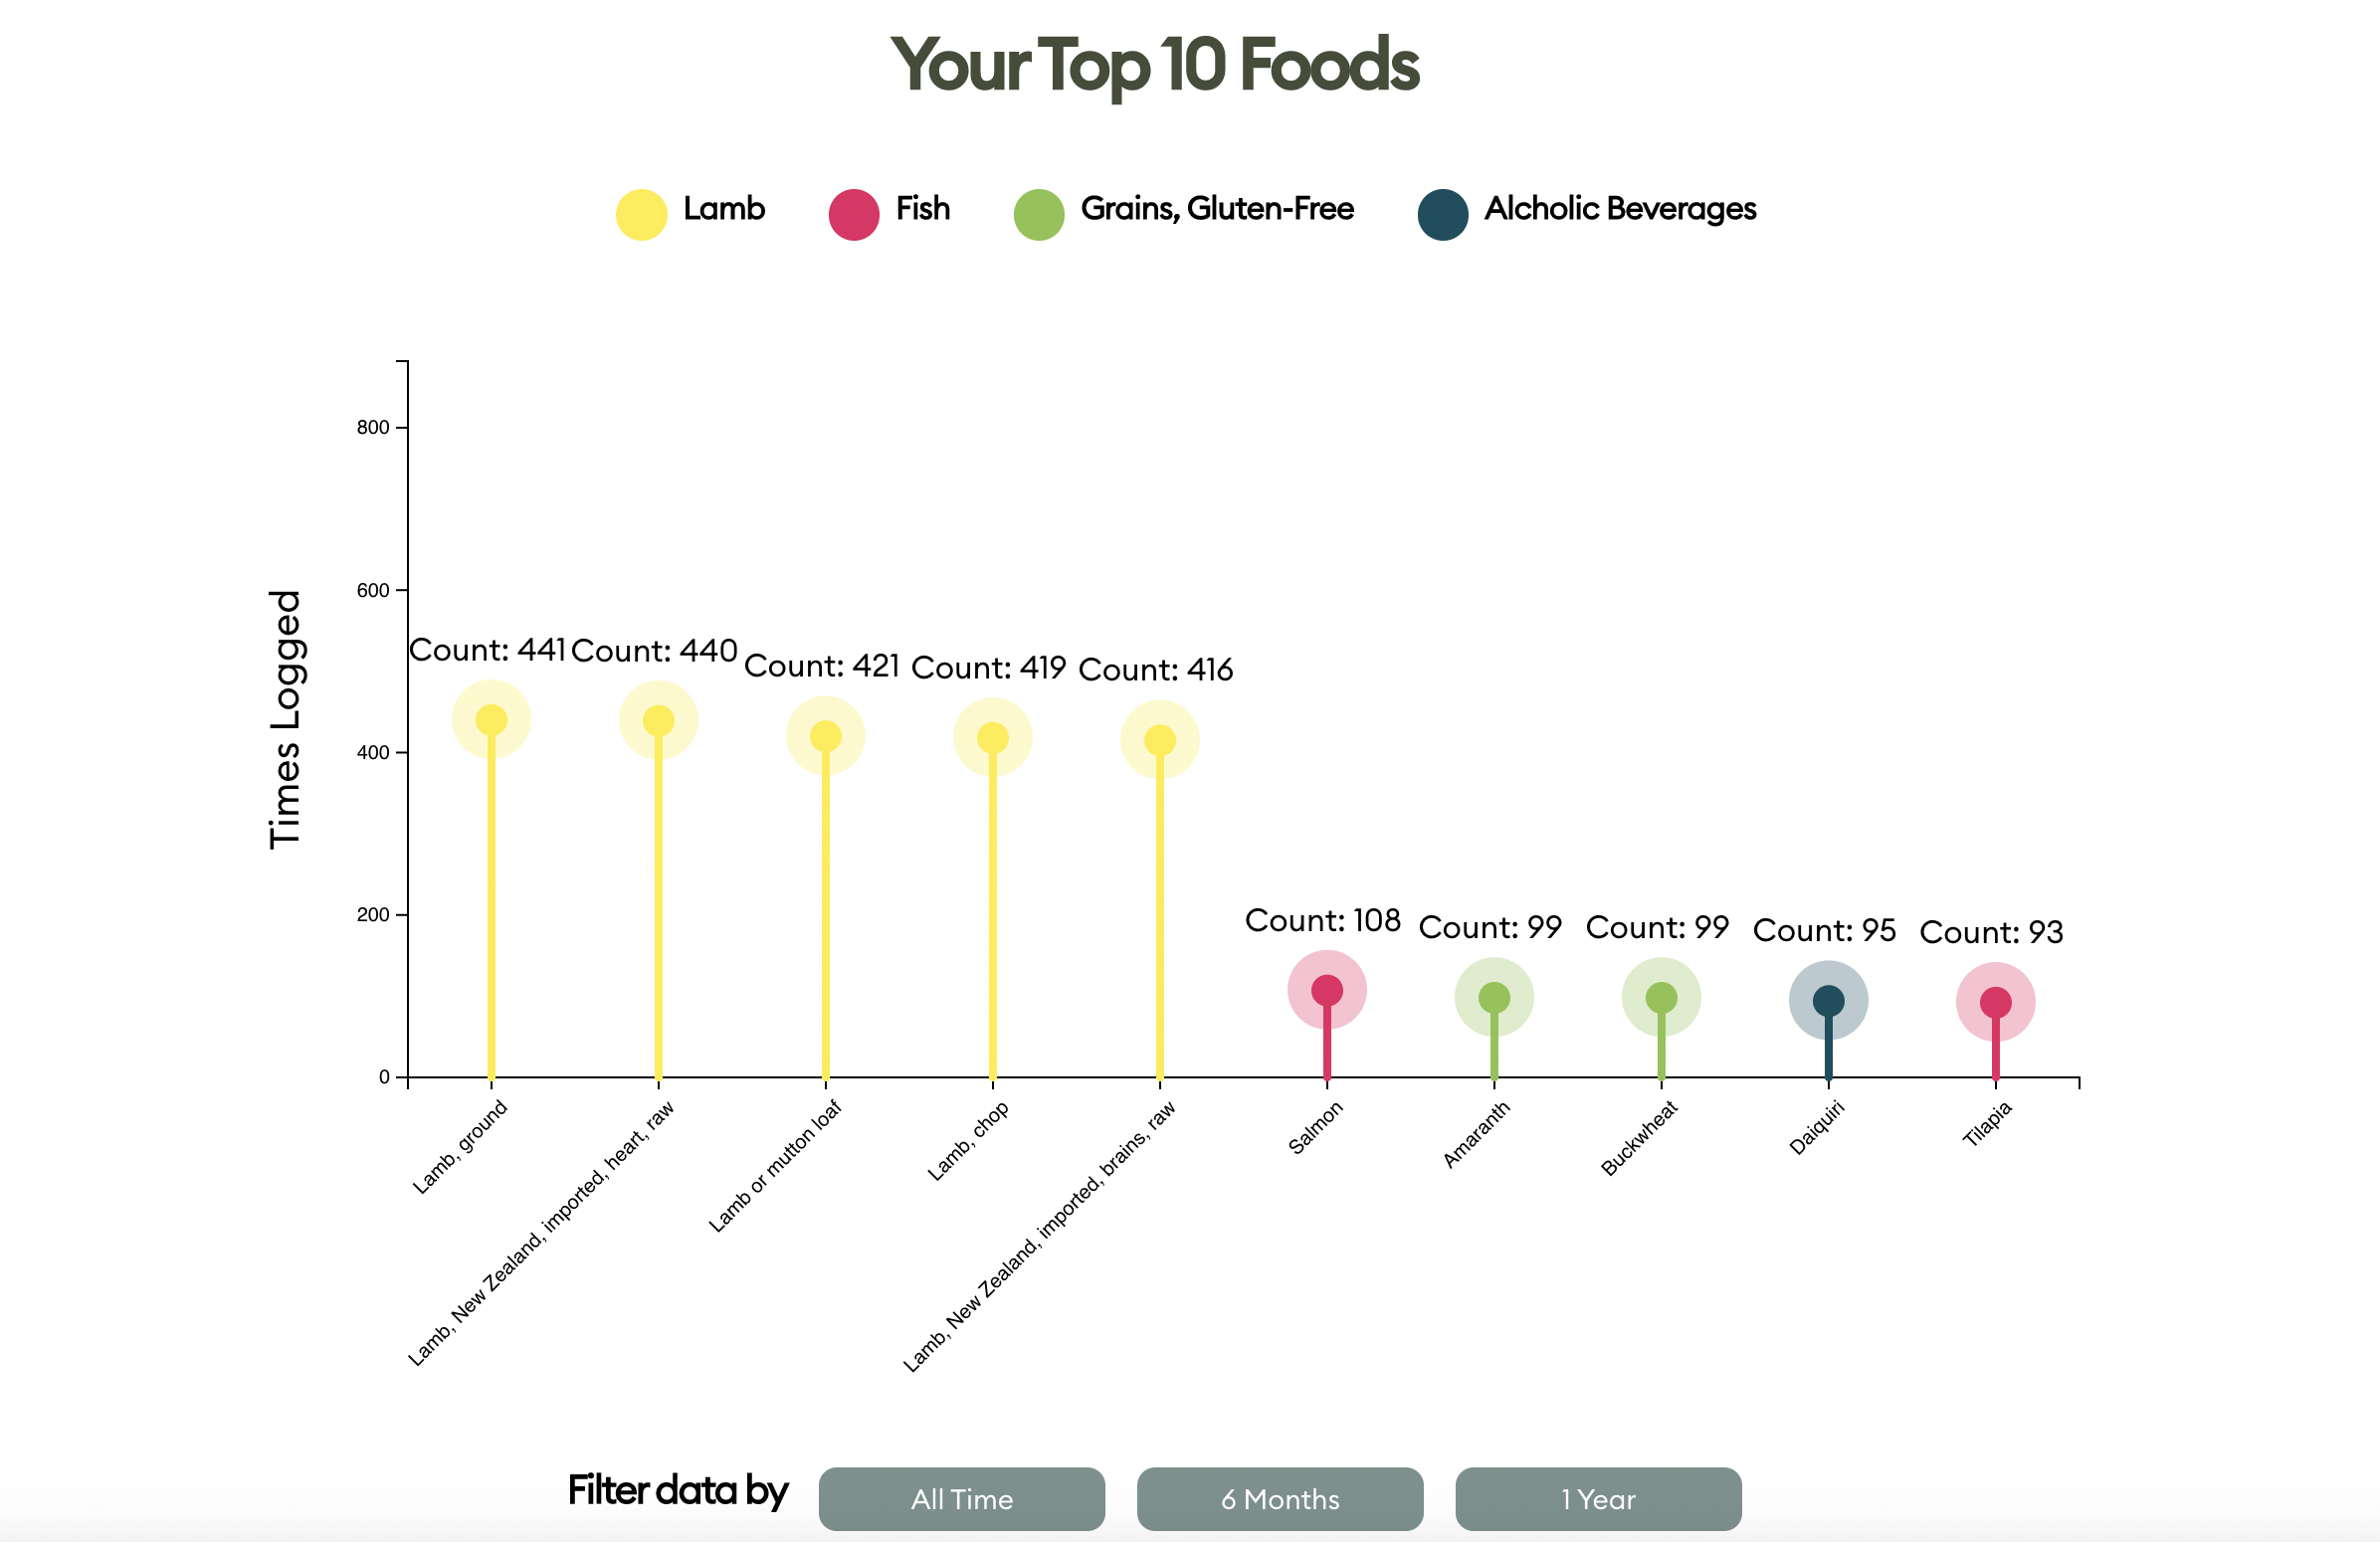 Your Top 10 Foods
Lamb
Fish
Grains, Gluten-Free
Alcholic Beverages
Times Logged
800
600
400
200
0
Count: 441
Count: 440
Count: 421
Count: 419
Count: 416
Count: 108
Count: 99
Count: 99
Count: 95
Count: 93
Lamb, ground
Lamb, New Zealand, imported, heart, raw
Lamb or mutton loaf
Lamb, chop
Lamb, New Zealand, imported, brains, raw
Salmon
Amaranth
Buckwheat
Daiquiri
Tilapia
Filter data by
All Time
6 Months
1 Year